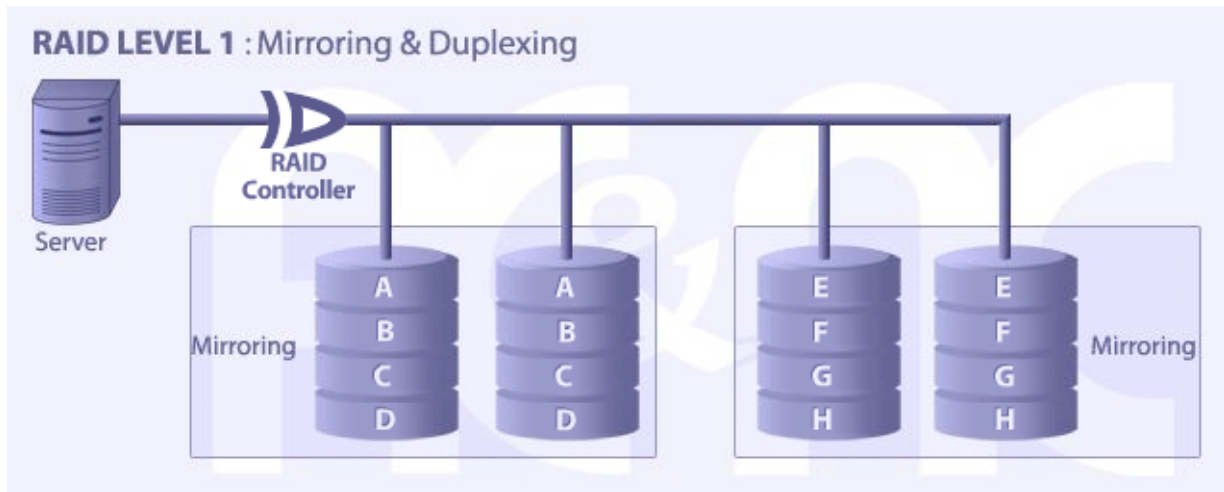 RAID LEVEL 1 : Mirroring & Duplexing
RAID
Controller
Server
Mirroring
A
B
C
D
A
B
C
D
E
F
G
H
E
F
G
H
Mirroring